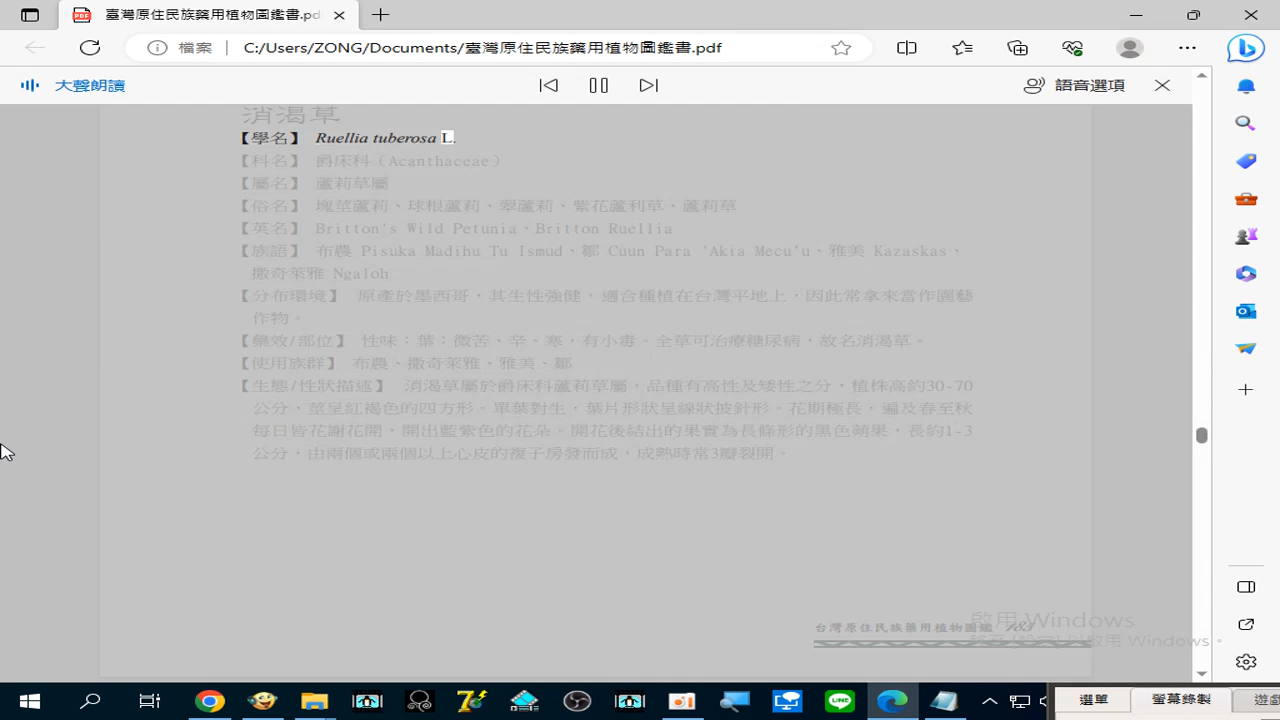 臺灣原住民族藥用植物圖鑑書.pdf
檔案 C:/Users/ZONG/Documents/臺灣原住民族藥用植物圖鑑書.pdf
大聲朗讀 語音選項
消渴草
【學名】 Ruellia tuberosa L.
【科名】 爵床科（Acanthaceae）
【屬名】 蘆莉草屬
【俗名】 塊莖蘆莉、球根蘆莉、翠蘆莉、紫花蘆利草、蘆莉草
【英名】 Britton's Wild Petunia、Britton Ruellia
【族語】 布農 Pisuka Madihu Tu Ismud、鄒 Cuun Para 'Akia Mecu'u、雅美 Kazaskas、
撒奇萊雅 Ngaloh
【分布環境】 原產於墨西哥，其生性強健，適合種植在台灣平地上，因此常拿來當作園藝
作物。
【藥效/部位】 性味：葉：微苦、辛、寒，有小毒。全草可治療糖尿病，故名消渴草。
【使用族群】 布農、撒奇萊雅、雅美、鄒
【生態/性狀描述】 消渴草屬於爵床科蘆莉草屬，品種有高性及矮性之分，植株高約30-70
公分，莖呈紅褐色的四方形。單葉對生，葉片形狀呈線狀披針形。花期極長，遍及春至秋
每日皆花謝花開，開出藍紫色的花朵。開花後結出的果實為長條形的黑色蒴果，長約1-3
公分，由兩個或兩個以上心皮的複子房發而成，成熟時常3瓣裂開。
啟用 Windows
台灣原住民族藥用植物圖鑑 183
移至 [設定] 以啟用 Windows。
選單 螢幕錄製